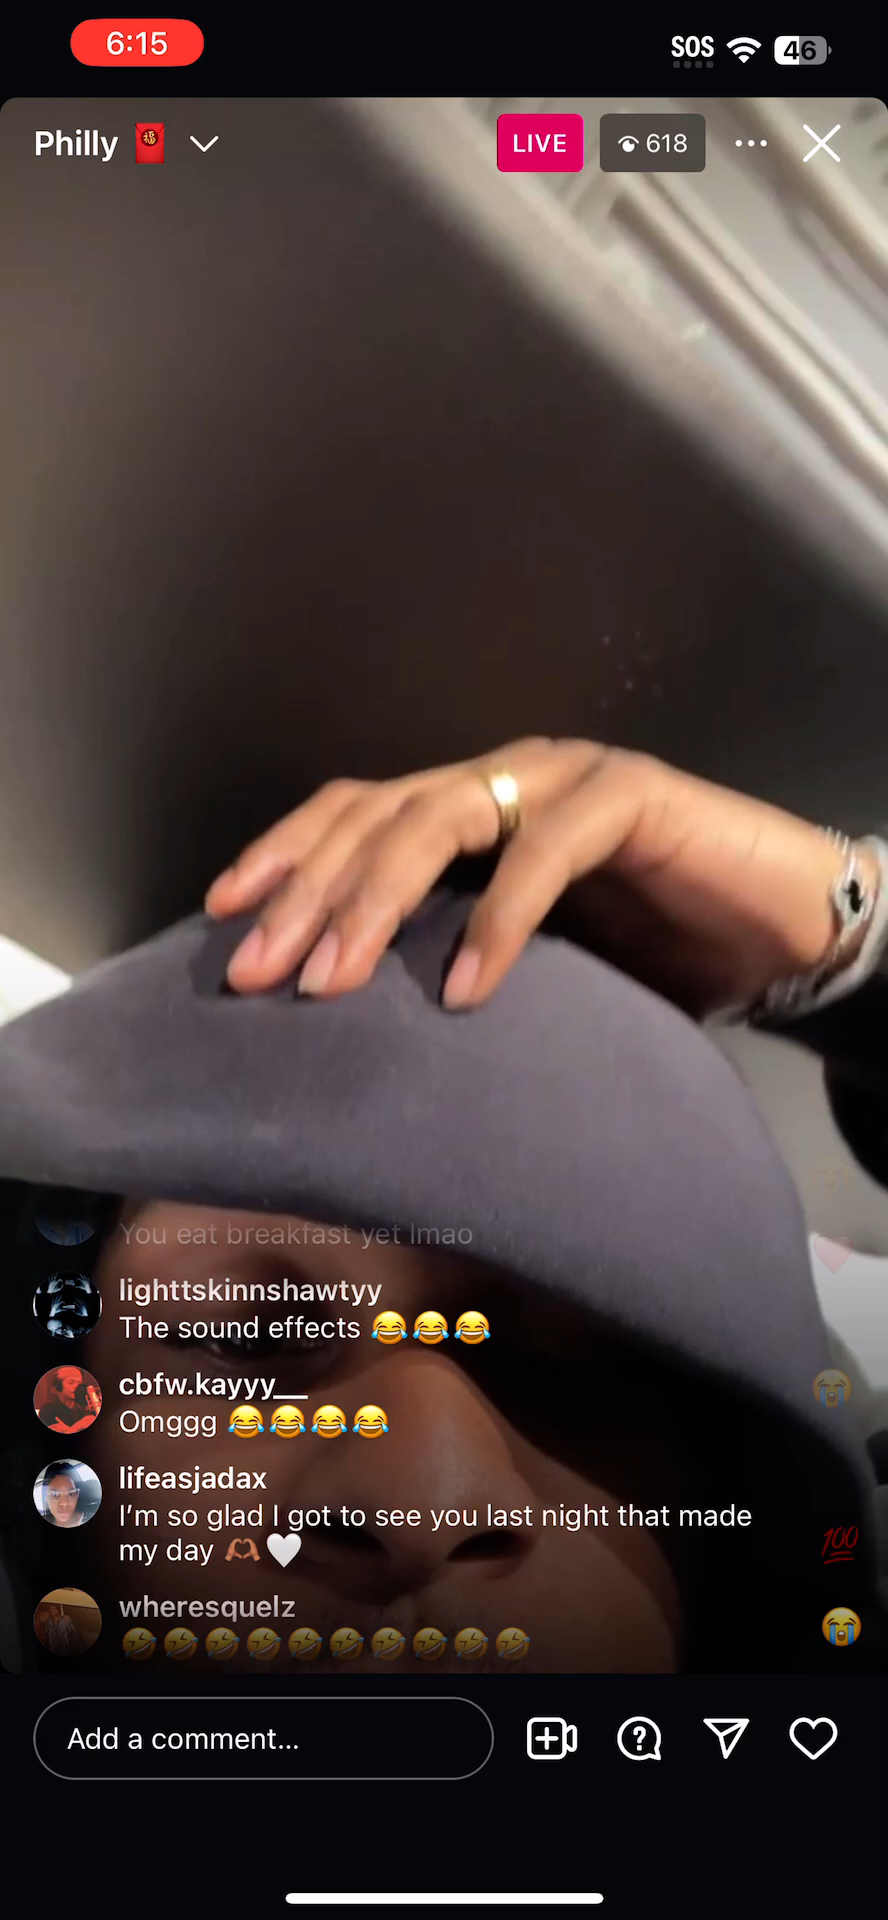 6:15
SOS
46
Philly 🧧
LIVE
618
You eat breakfast yet lmao
lighttskinnshawtyy
The sound effects 😂😂😂
cbfw.kayyy__
Omggg 😂😂😂😂
lifeasjadax
I’m so glad I got to see you last night that made
my day 🫶🏾🤍
wheresquelz
🤣🤣🤣🤣🤣🤣🤣🤣🤣🤣
💯
Add a comment...